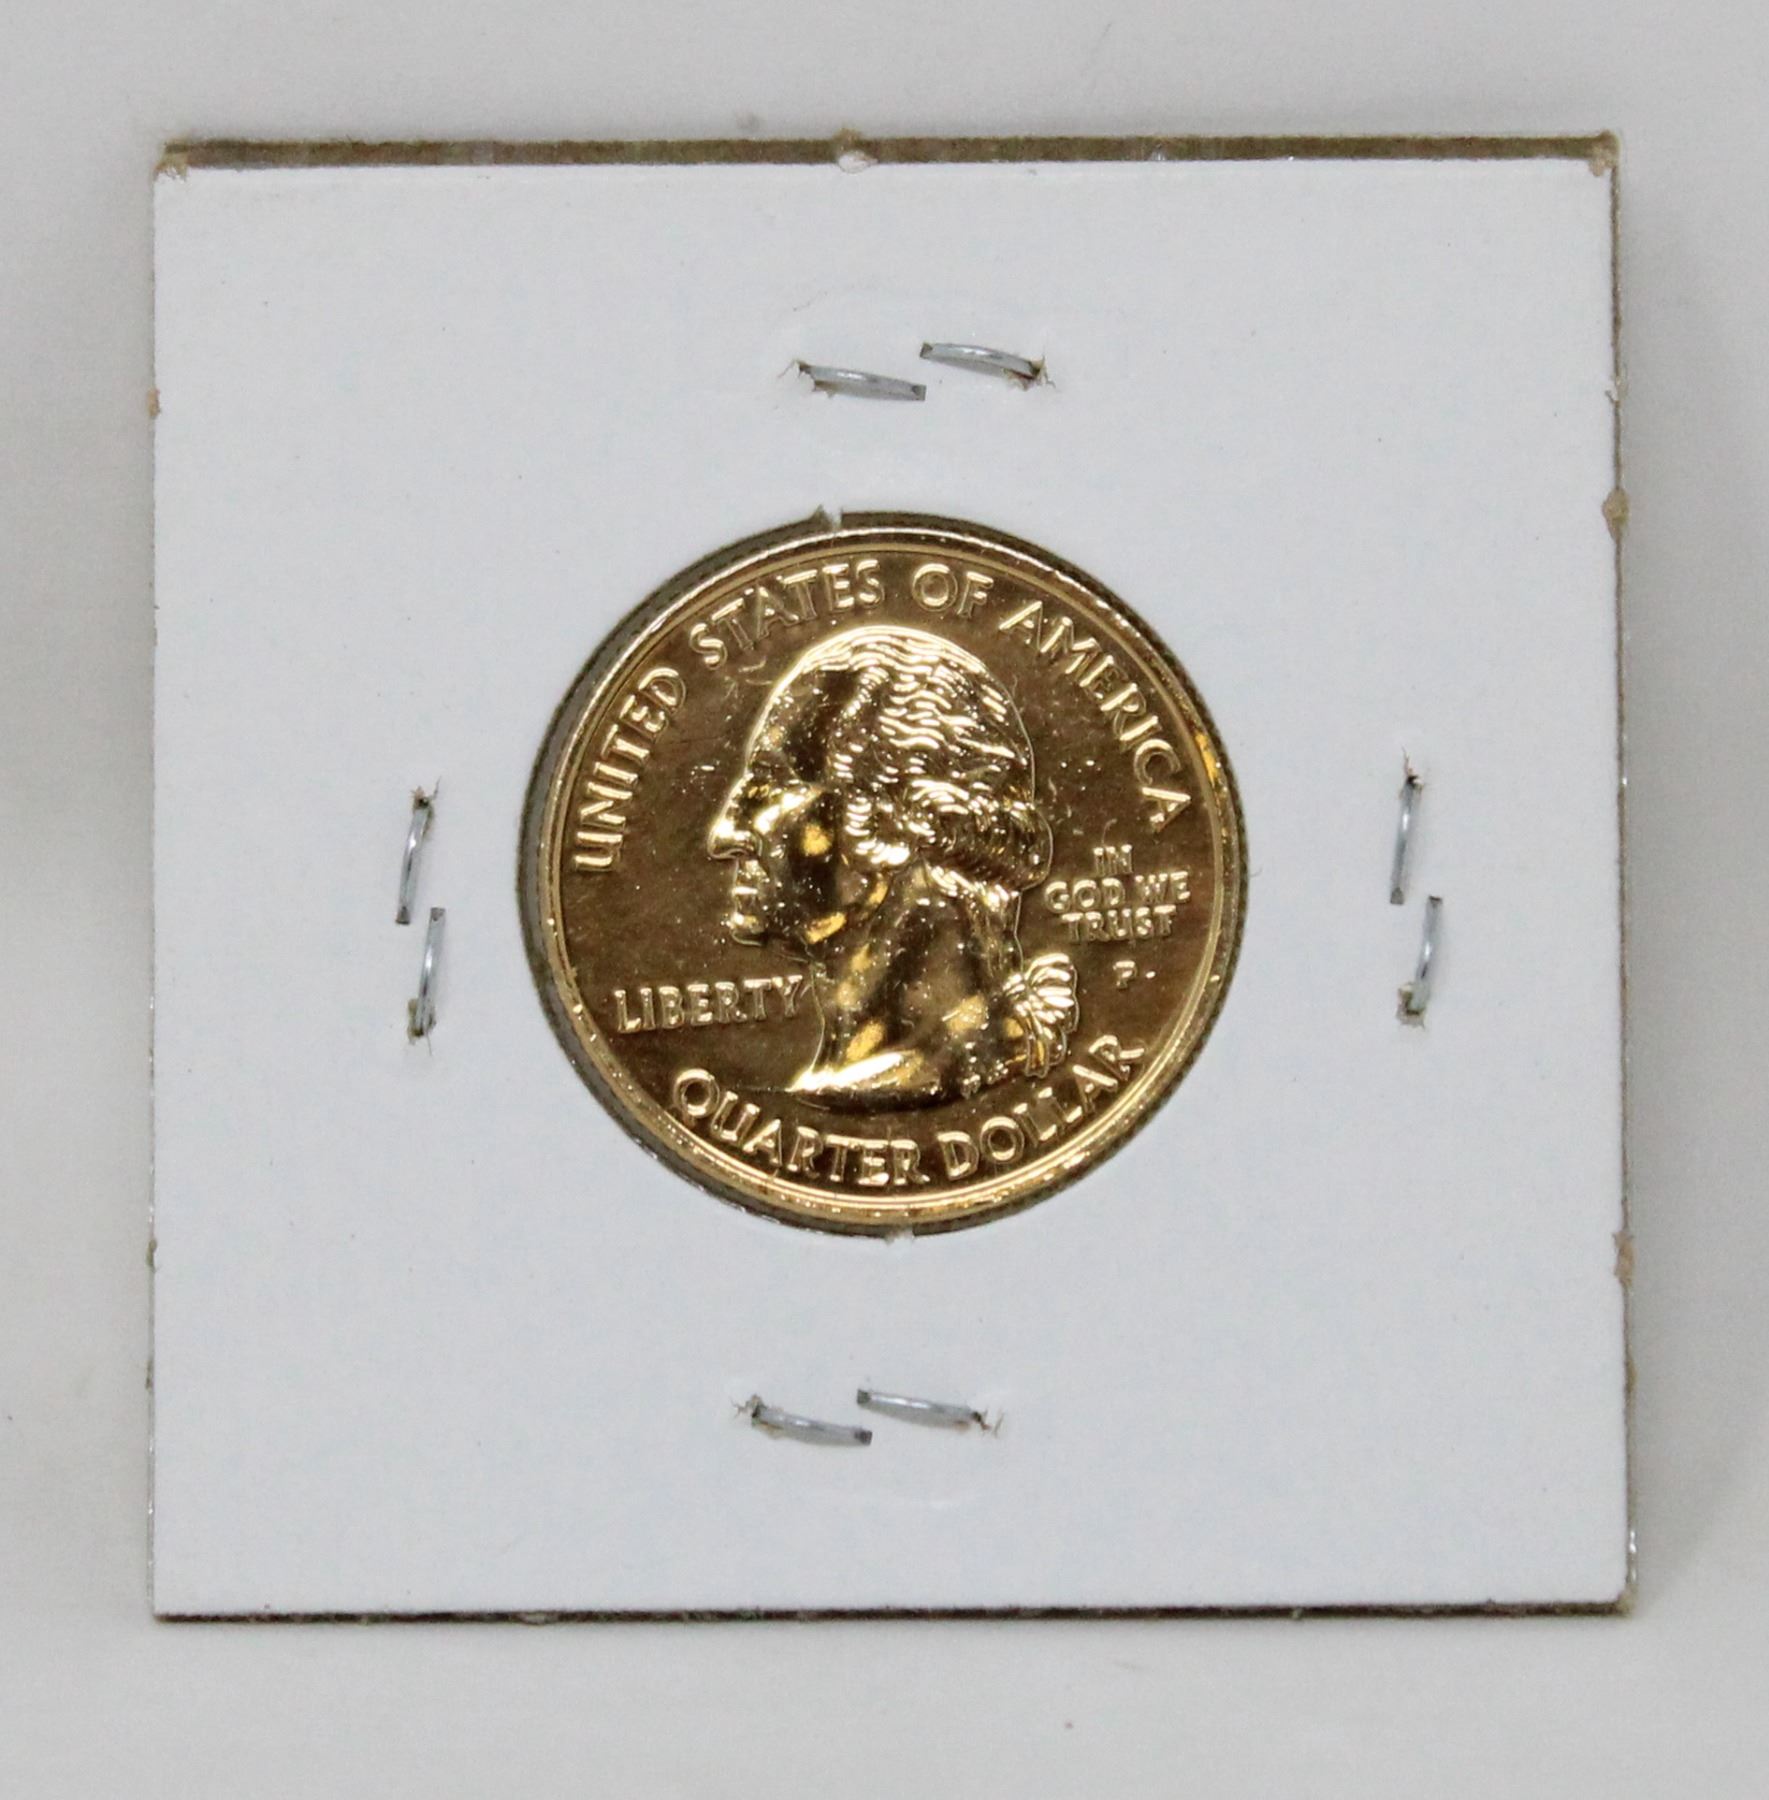 UNITED STATES OF AMERICA
IN
GOD WE
TRUST
LIBERTY
P
QUARTER DOLLAR